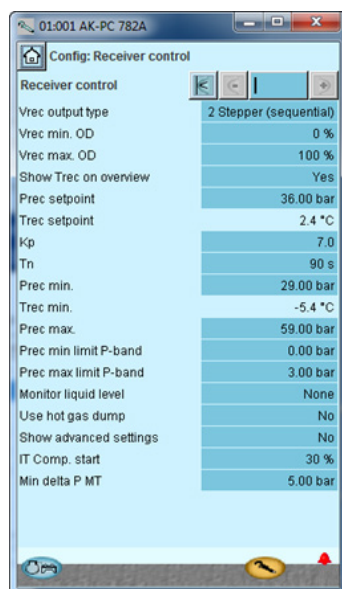 01:001 AK-PC 782A
Config: Receiver control
Receiver control
Vrec output type 2 Stepper (sequential)
Vrec min. OD 0 %
Vrec max. OD 100 %
Show Trec on overview Yes
Prec setpoint 36.00 bar
Trec setpoint 2.4 °C
Kp 7.0
Tn 90 s
Prec min. 29.00 bar
Trec min. -5.4 °C
Prec max. 59.00 bar
Prec min limit P-band 0.00 bar
Prec max limit P-band 3.00 bar
Monitor liquid level None
Use hot gas dump No
Show advanced settings No
IT Comp. start 30 %
Min delta P MT 5.00 bar